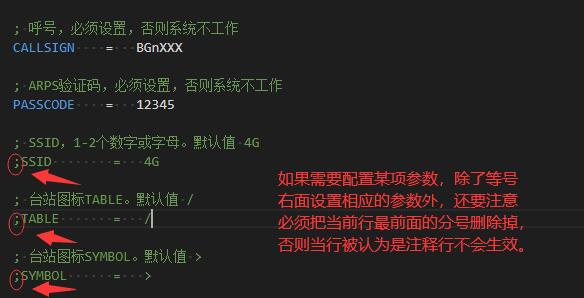 ; 呼号，必须设置，否则系统不工作
CALLSIGN = BGnXXX
; ARPS验证码，必须设置，否则系统不工作
PASSCODE = 12345
; SSID，1-2个数字或字母。默认值 4G
;SSID = 4G
; 台站图标TABLE。默认值 /
;TABLE = /
; 台站图标SYMBOL。默认值 >
;SYMBOL = >
如果需要配置某项参数，除了等号
右面设置相应的参数外，还要注意
必须把当前行最前面的分号删除掉，
否则当行被认为是注释行不会生效。